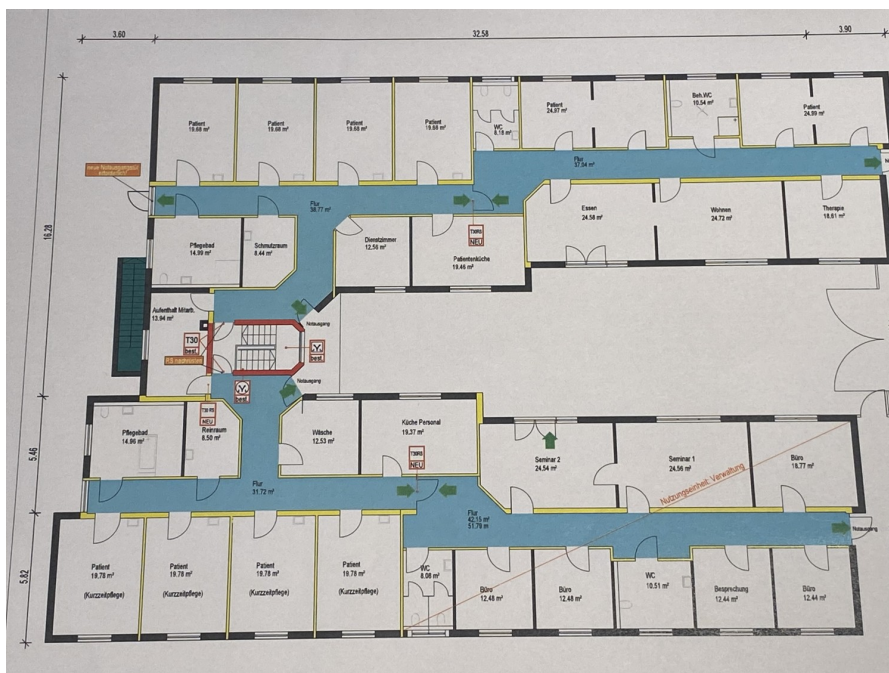 3.60
32.58
3.90
Patient
19.68 m²
Patient
19.68 m²
Patient
19.68 m²
Patient
19.68 m²
WC
8.18 m²
Patient
24.97 m²
Beh.WC
10.54 m²
Patient
24.99 m²
Flur
Flur
38.77 m²
16.28
Pflegebad
14.99 m²
Schmutzraum
8.44 m²
Dienstzimmer
12.50 m²
T30RS
NEU
Patientenküche
19.46 m²
Essen
24.58 m²
Wohnen
24.72 m²
Therapie
18.61 m²
Aufenthalt Mitarb.
13.94 m²
Notausgang
T30
best.
best.
best.
Notausgang
T30 RS
NEU
Pflegebad
14.96 m²
Reinraum
8.50 m²
Wäsche
12.53 m²
Küche Personal
19.37 m²
T30RS
NEU
5.46
Seminar 2
24.54 m²
Seminar 1
24.56 m²
Büro
18.77 m²
Nutzungseinheit: Verwaltung
Flur
31.72 m²
Flur
42.15 m²
51.79 m
Notausgang
5.82
Patient
19.78 m²
(Kurzzeitpflege)
Patient
19.78 m²
(Kurzzeitpflege)
Patient
19.78 m²
(Kurzzeitpflege)
Patient
19.78 m²
(Kurzzeitpflege)
WC
8.08 m²
Büro
12.48 m²
Büro
12.48 m²
WC
10.51 m²
Besprechung
12.44 m²
Büro
12.44 m²